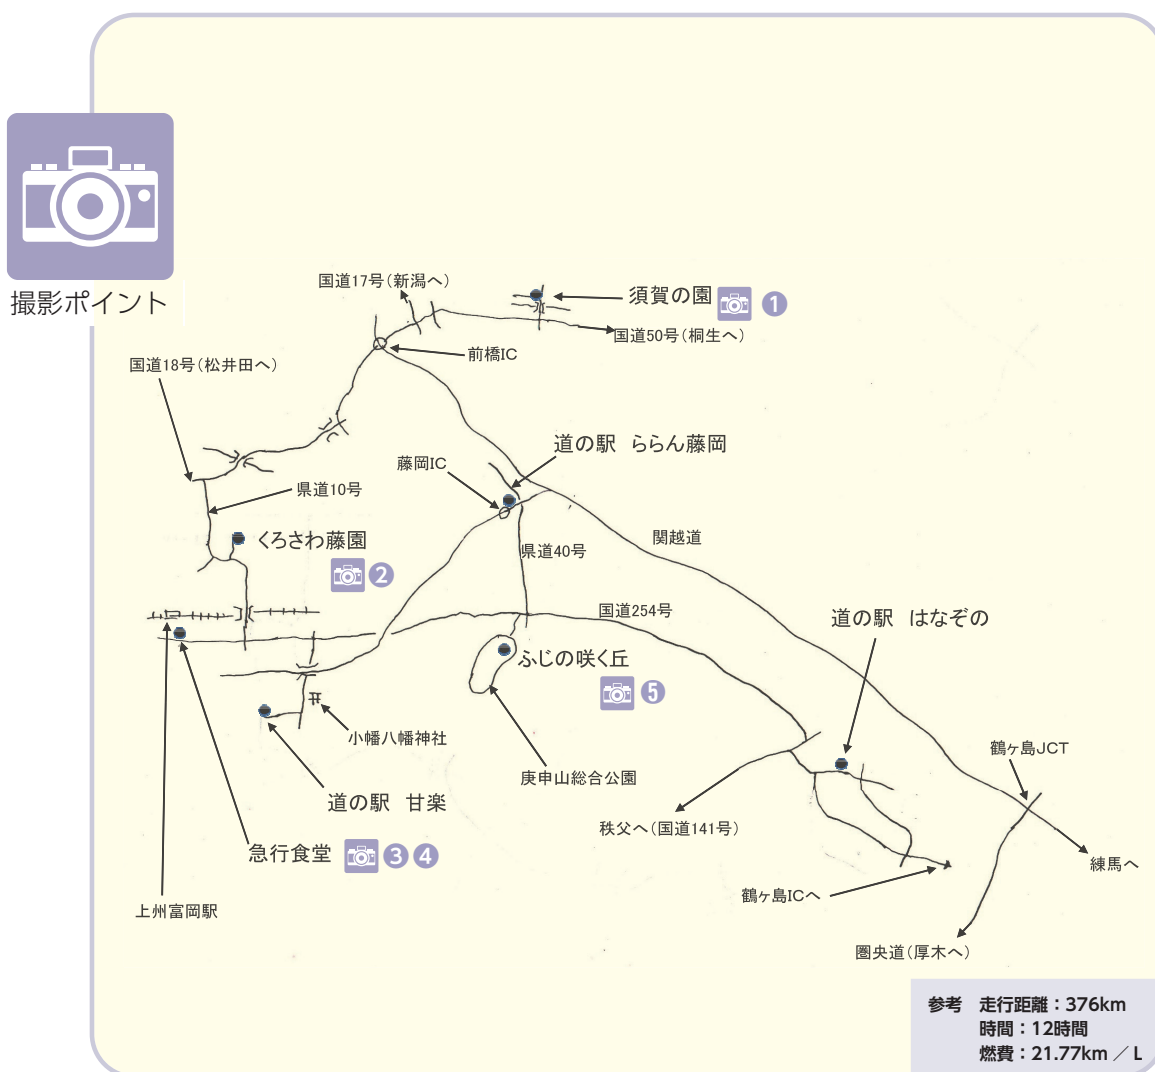 撮影ポイント
国道17号(新潟へ)
須賀の園 1
国道50号(桐生へ)
前橋IC
国道18号(松井田へ)
道の駅 ららん藤岡
藤岡IC
県道10号
くろさわ藤園
2
県道40号
関越道
国道254号
道の駅 はなぞの
ふじの咲く丘
5
小幡八幡神社
鶴ヶ島JCT
庚申山総合公園
道の駅 甘楽
秩父へ(国道141号)
急行食堂 3 4
練馬へ
鶴ヶ島ICへ
上州富岡駅
圏央道(厚木へ)
参考 走行距離:376km
時間:12時間
燃費:21.77km/L